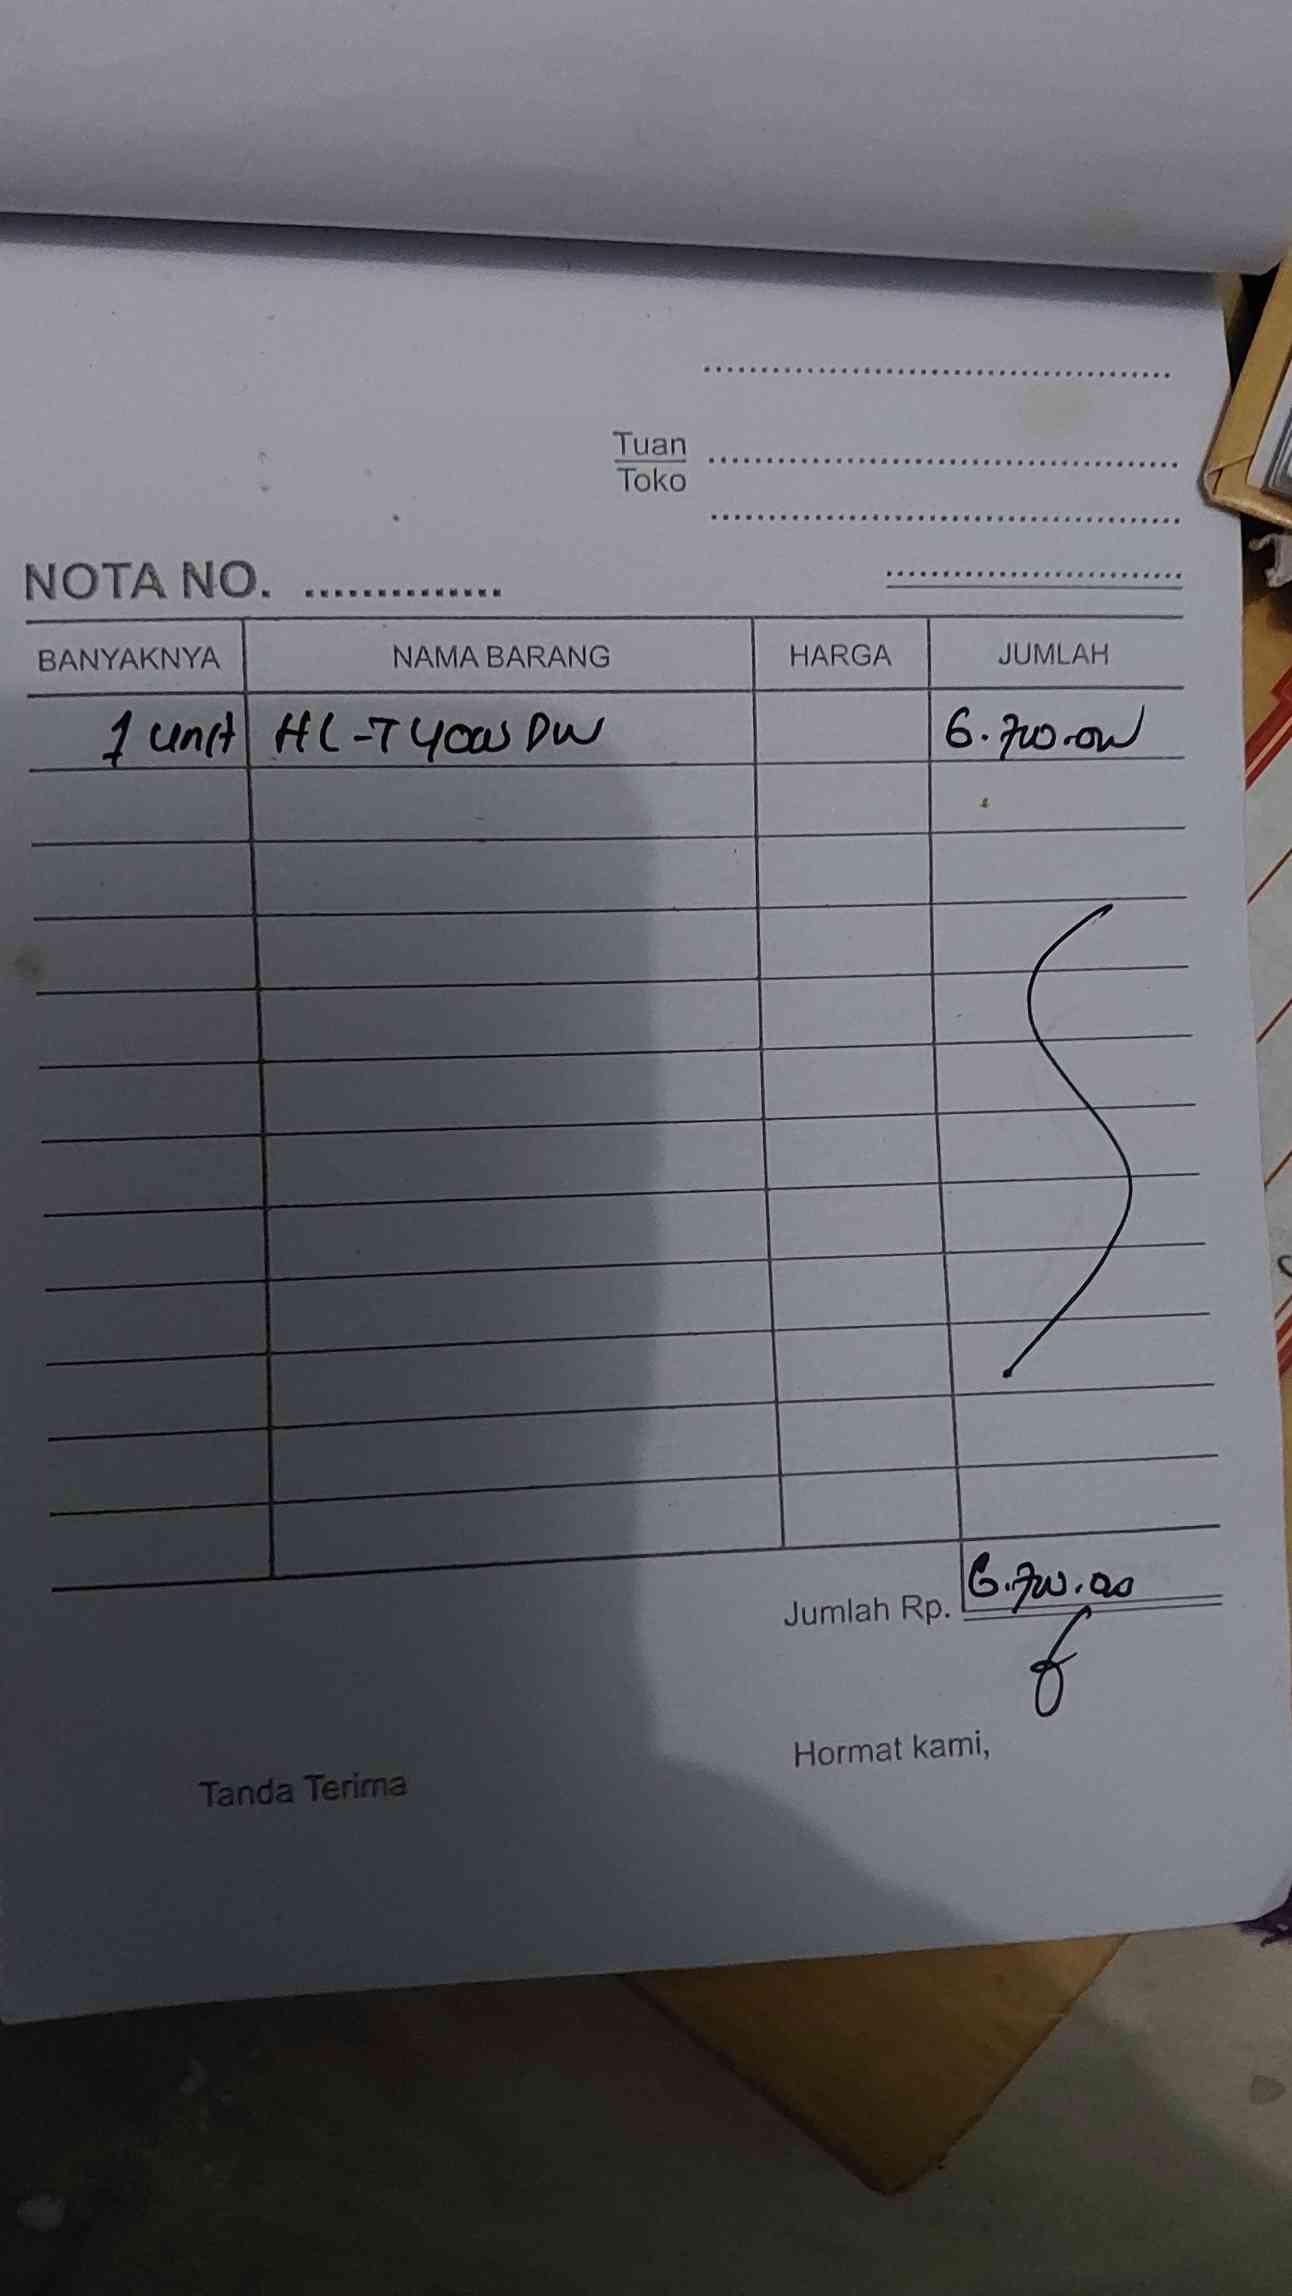 Tuan
Toko
NOTA NO. ..............
BANYAKNYA NAMA BARANG HARGA JUMLAH
1 unit HL-T4000DW 6.700.000
Jumlah Rp. 6.700.000
Hormat kami,
Tanda Terima